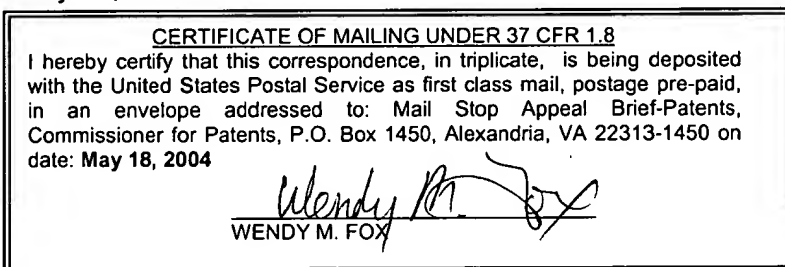 CERTIFICATE OF MAILING UNDER 37 CFR 1.8
I hereby certify that this correspondence, in triplicate, is being deposited
with the United States Postal Service as first class mail, postage pre-paid,
in an envelope addressed to: Mail Stop Appeal Brief-Patents,
Commissioner for Patents, P.O. Box 1450, Alexandria, VA 22313-1450 on
date: May 18, 2004
Wendy M. Fox
WENDY M. FOX